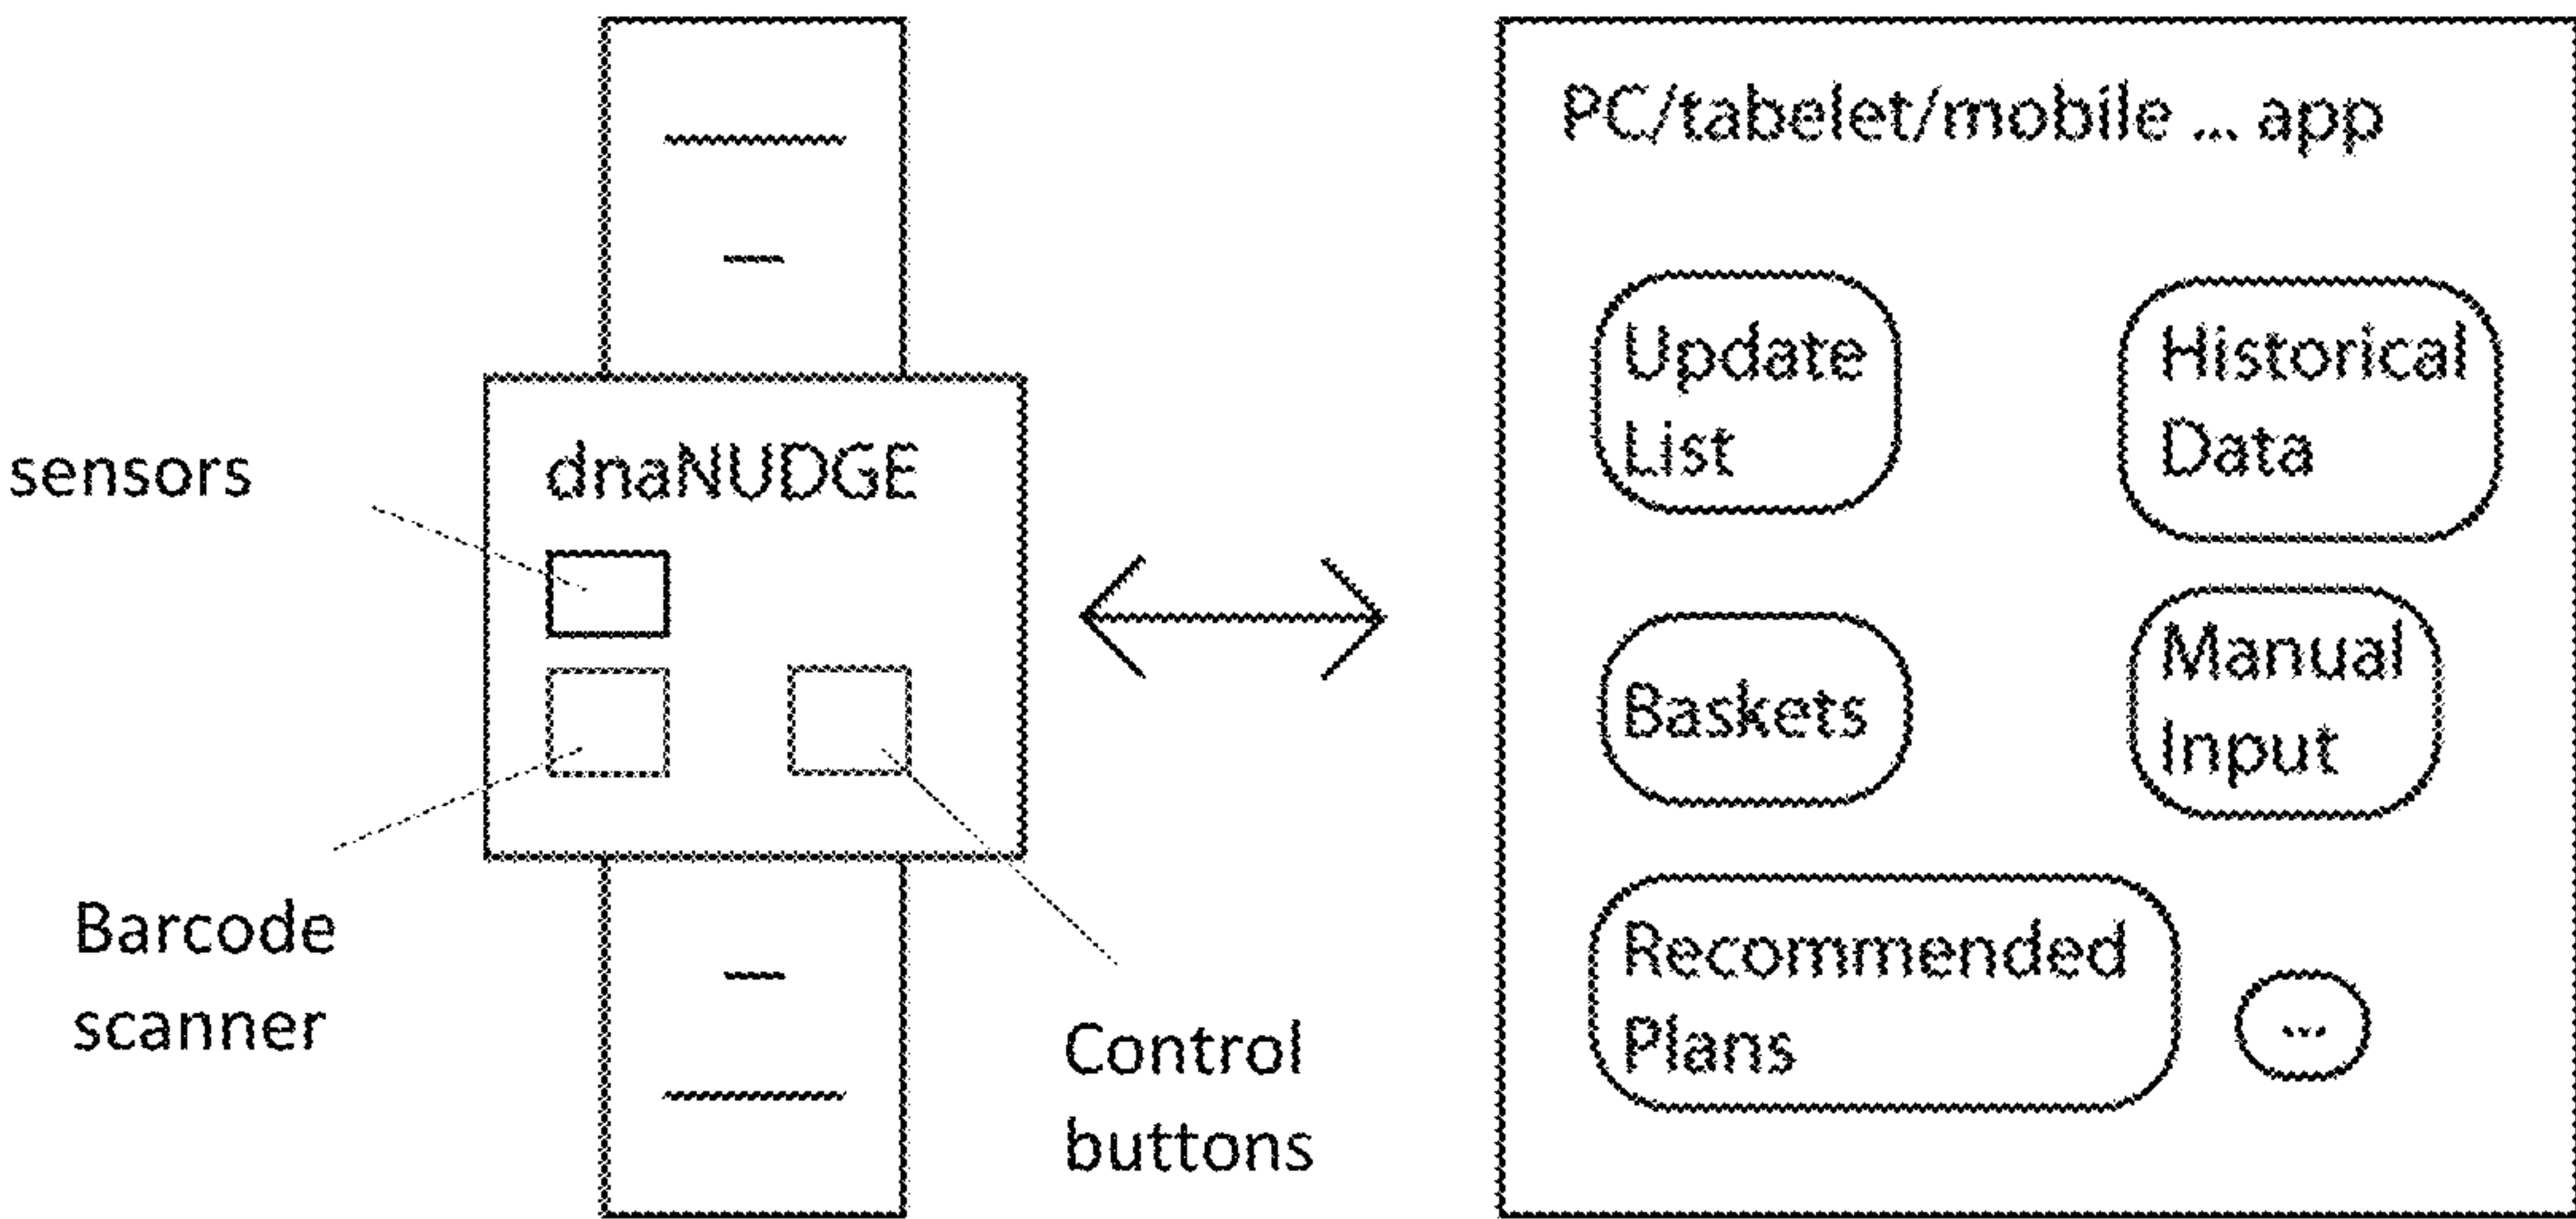 sensors
dnaNUDGE
Barcode
scanner
Control
buttons
PC/tabelet/mobile ... app
Update
List
Historical
Data
Baskets
Manual
Input
Recommended
Plans
...